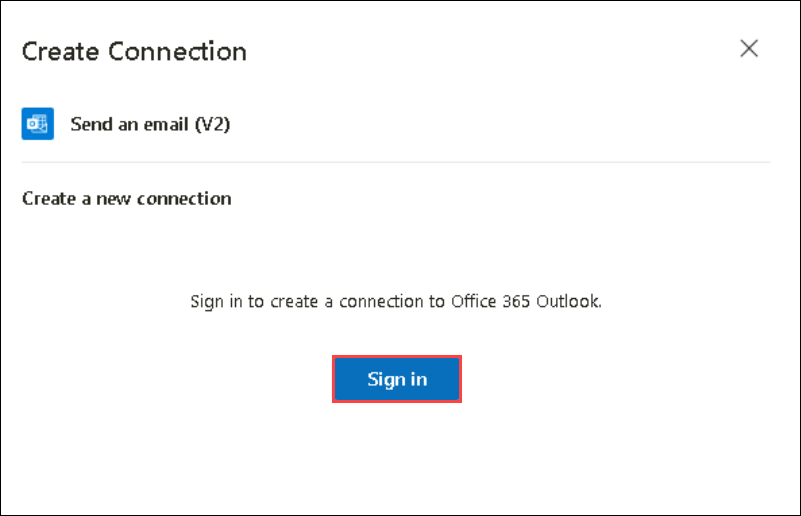 Create Connection
Send an email (V2)
Create a new connection
Sign in to create a connection to Office 365 Outlook.
Sign in